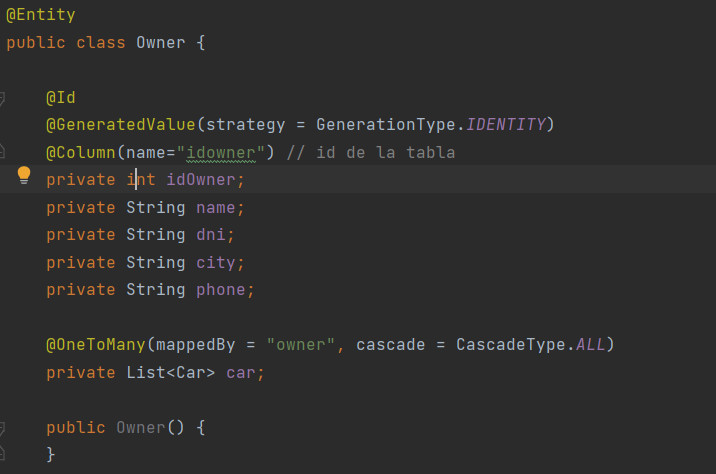 @Entity
public class Owner {
@Id
@GeneratedValue(strategy = GenerationType.IDENTITY)
@Column(name="idowner") // id de la tabla
private int idOwner;
private String name;
private String dni;
private String city;
private String phone;
@OneToMany(mappedBy = "owner", cascade = CascadeType.ALL)
private List<Car> car;
public Owner() {
}